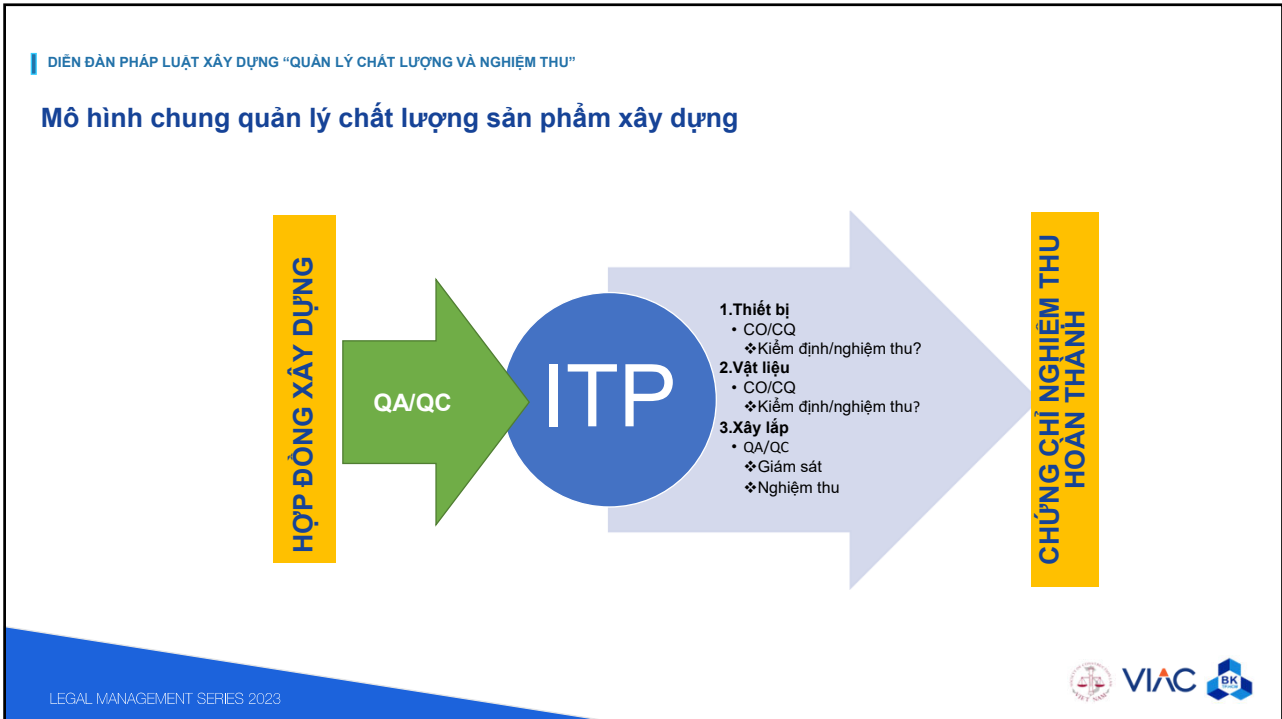 DIỄN ĐÀN PHÁP LUẬT XÂY DỰNG “QUẢN LÝ CHẤT LƯỢNG VÀ NGHIỆM THU”
Mô hình chung quản lý chất lượng sản phẩm xây dựng
HỢP ĐỒNG XÂY DỰNG
QA/QC
ITP
1.Thiết bị
• CO/CQ
❖Kiểm định/nghiệm thu?
2.Vật liệu
• CO/CQ
❖Kiểm định/nghiệm thu?
3.Xây lắp
• QA/QC
❖Giám sát
❖Nghiệm thu
CHỨNG CHỈ NGHIỆM THU
HOÀN THÀNH
LEGAL MANAGEMENT SERIES 2023
VIAC
BK